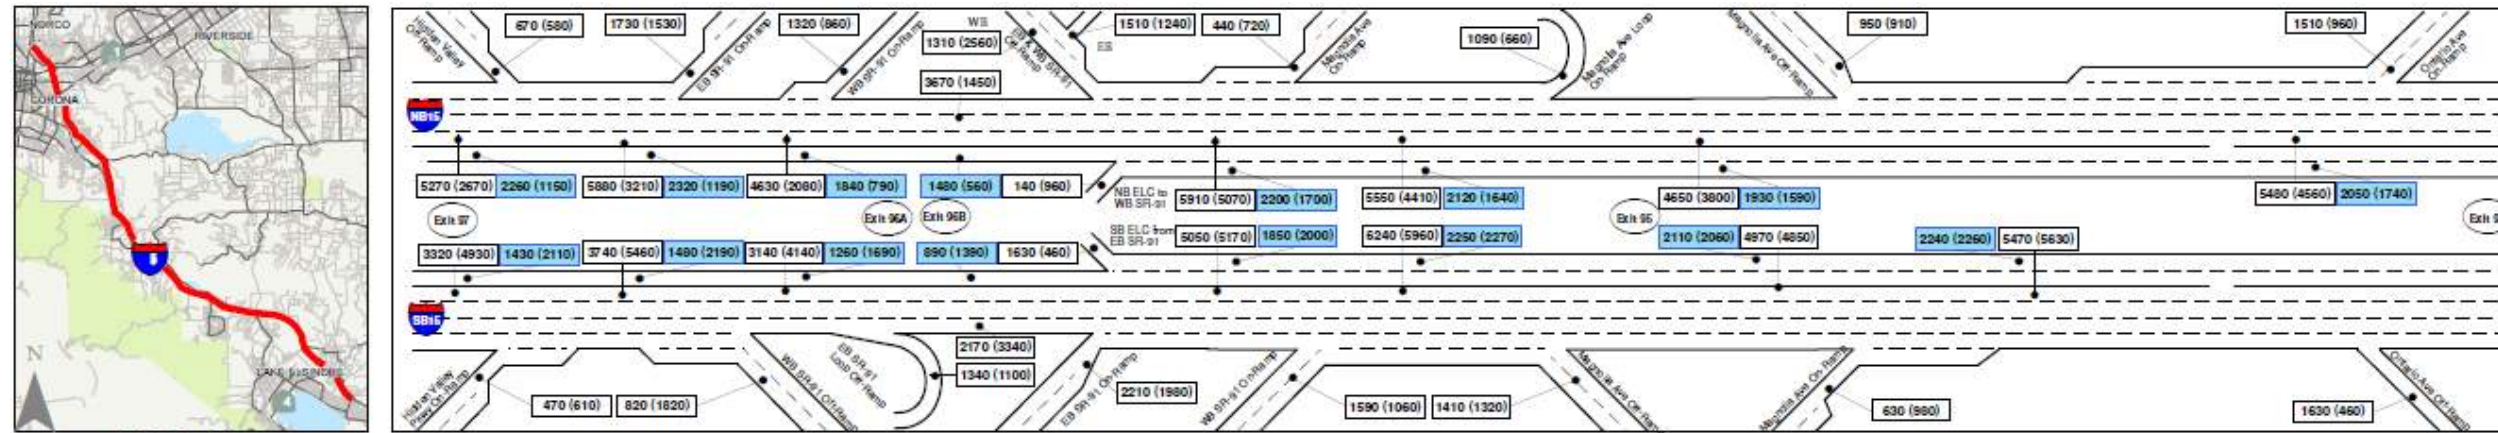 NORCO
RIVERSIDE
CORONA
LAKE ELSINORE
N
Hidden Valley
Off-Ramp
670 (580)
1730 (1530)
EB SR-91 On-Ramp
1320 (860)
WB SR-91 On-Ramp
WB
1310 (2560)
3670 (1450)
EB & WB SR-91
Off-Ramp
EB
1510 (1240)
440 (720)
Magnolia Ave
On-Ramp
1090 (660)
Magnolia Ave Loop
On-Ramp
Magnolia Ave Off-Ramp
950 (910)
1510 (960)
Ontario Ave
On-Ramp
NB15
5270 (2670) 2260 (1150)
5880 (3210) 2320 (1190)
4630 (2080) 1840 (790)
1480 (560) 140 (960)
NB ELC to
WB SR-91
5910 (5070) 2200 (1700)
5550 (4410) 2120 (1640)
4650 (3800) 1930 (1590)
5480 (4560) 2050 (1740)
Exit 97
Exit 96A
Exit 96B
Exit 95
SB ELC from
EB SR-91
3320 (4930) 1430 (2110)
3740 (5460) 1480 (2190)
3140 (4140) 1260 (1690)
890 (1390) 1630 (460)
5050 (5170) 1850 (2000)
6240 (5960) 2250 (2270)
2110 (2060) 4970 (4850)
2240 (2260) 5470 (5630)
SB15
Hidden Valley
Pkwy On-Ramp
470 (610)
820 (1820)
WB SR-91 Off-Ramp
EB SR-91
Loop Off-Ramp
2170 (3340)
1340 (1100)
EB SR-91 On-Ramp
2210 (1980)
WB SR-91 On-Ramp
1590 (1060)
1410 (1320)
Magnolia Ave Off-Ramp
Magnolia Ave On-Ramp
630 (980)
1630 (460)
Ontario Ave Off-Ramp